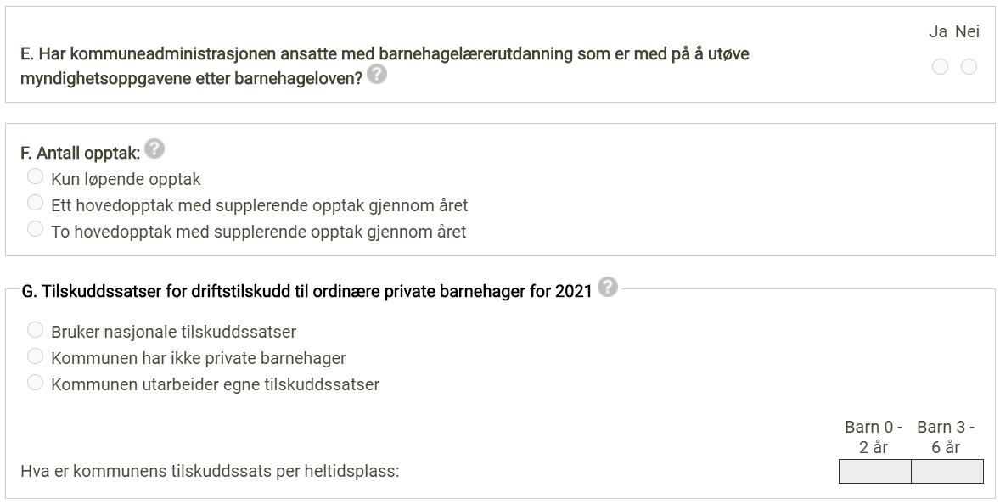 Ja Nei
E. Har kommuneadministrasjonen ansatte med barnehagelærerutdanning som er med på å utøve
myndighetsoppgavene etter barnehageloven? ?
F. Antall opptak: ?
Kun løpende opptak
Ett hovedopptak med supplerende opptak gjennom året
To hovedopptak med supplerende opptak gjennom året
G. Tilskuddssatser for driftstilskudd til ordinære private barnehager for 2021 ?
Bruker nasjonale tilskuddssatser
Kommunen har ikke private barnehager
Kommunen utarbeider egne tilskuddssatser
Barn 0 - Barn 3 -
2 år 6 år
Hva er kommunens tilskuddssats per heltidsplass: